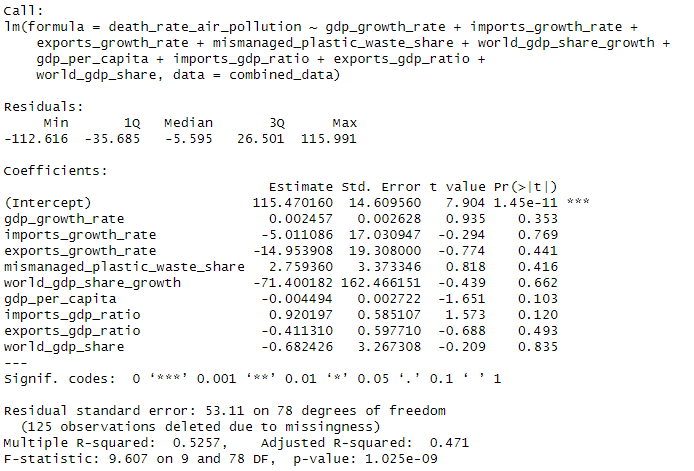 Call:
lm(formula = death_rate_air_pollution ~ gdp_growth_rate + imports_growth_rate +
    exports_growth_rate + mismanaged_plastic_waste_share + world_gdp_share_growth +
    gdp_per_capita + imports_gdp_ratio + exports_gdp_ratio +
    world_gdp_share, data = combined_data)

Residuals:
     Min       1Q   Median       3Q      Max
-112.616  -35.685   -5.595   26.501  115.991

Coefficients:
                                 Estimate Std. Error t value Pr(>|t|)
(Intercept)                    115.470160  14.609560   7.904 1.45e-11 ***
gdp_growth_rate                  0.002457   0.002628   0.935    0.353
imports_growth_rate             -5.011086  17.030947  -0.294    0.769
exports_growth_rate            -14.953908  19.308000  -0.774    0.441
mismanaged_plastic_waste_share   2.759360   3.373346   0.818    0.416
world_gdp_share_growth         -71.400182 162.466151  -0.439    0.662
gdp_per_capita                  -0.004494   0.002722  -1.651    0.103
imports_gdp_ratio                0.920197   0.585107   1.573    0.120
exports_gdp_ratio               -0.411310   0.597710  -0.688    0.493
world_gdp_share                 -0.682426   3.267308  -0.209    0.835
---
Signif. codes:  0 ‘***’ 0.001 ‘**’ 0.01 ‘*’ 0.05 ‘.’ 0.1 ‘ ’ 1

Residual standard error: 53.11 on 78 degrees of freedom
  (125 observations deleted due to missingness)
Multiple R-squared:  0.5257,	Adjusted R-squared:  0.471
F-statistic: 9.607 on 9 and 78 DF,  p-value: 1.025e-09